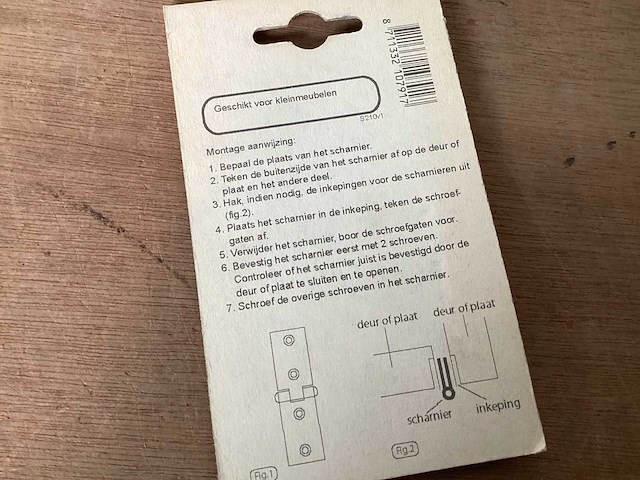 8 711332 107917
Geschikt voor kleinmeubelen
S210/1
Montage aanwijzing:
1. Bepaal de plaats van het scharnier.
2. Teken de buitenzijde van het scharnier af op de deur of
plaat en het andere deel.
3. Hak, indien nodig, de inkepingen voor de scharnieren uit
(fig.2).
4. Plaats het scharnier in de inkeping, teken de schroef-
gaten af.
5. Verwijder het scharnier, boor de schroefgaten voor.
6. Bevestig het scharnier eerst met 2 schroeven.
Controleer of het scharnier juist is bevestigd door de
deur of plaat te sluiten en te openen.
7. Schroef de overige schroeven in het scharnier.
deur of plaat
deur of plaat
scharnier
inkeping
Fig.1
Fig.2